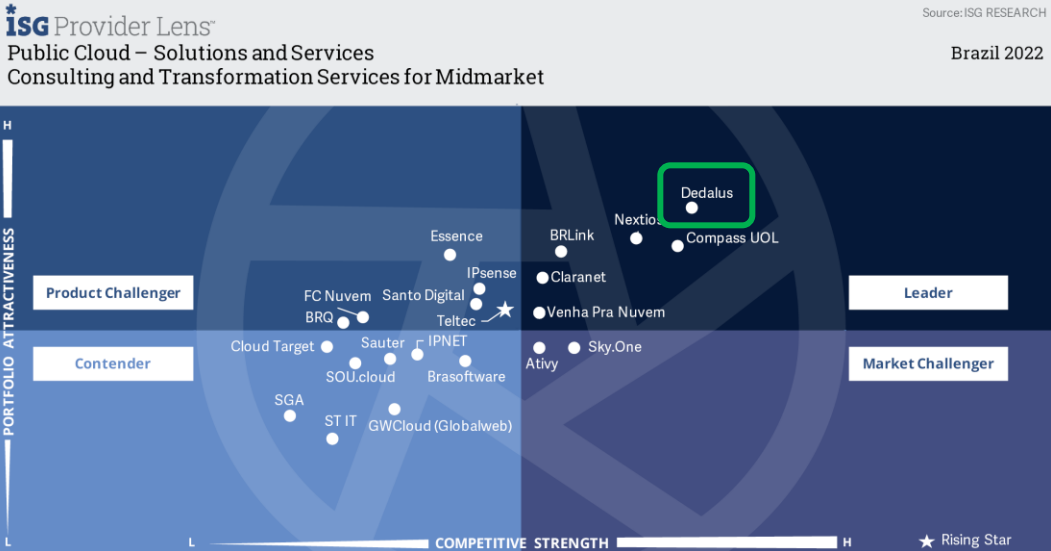 ISG Provider Lens™
Source: ISG RESEARCH
Public Cloud – Solutions and Services
Brazil 2022
Consulting and Transformation Services for Midmarket
H
Dedalus
Nextios
Compass UOL
BRLink
Essence
Claranet
IPsense
Product Challenger
Leader
FC Nuvem
Santo Digital
BRQ
Teltec
Venha Pra Nuvem
PORTFOLIO ATTRACTIVENESS
Cloud Target
Sauter
IPNET
Sky.One
Contender
Ativy
Market Challenger
SOU.cloud
Brasoftware
SGA
ST IT
GWCloud (Globalweb)
L
L
COMPETITIVE STRENGTH
H
Rising Star